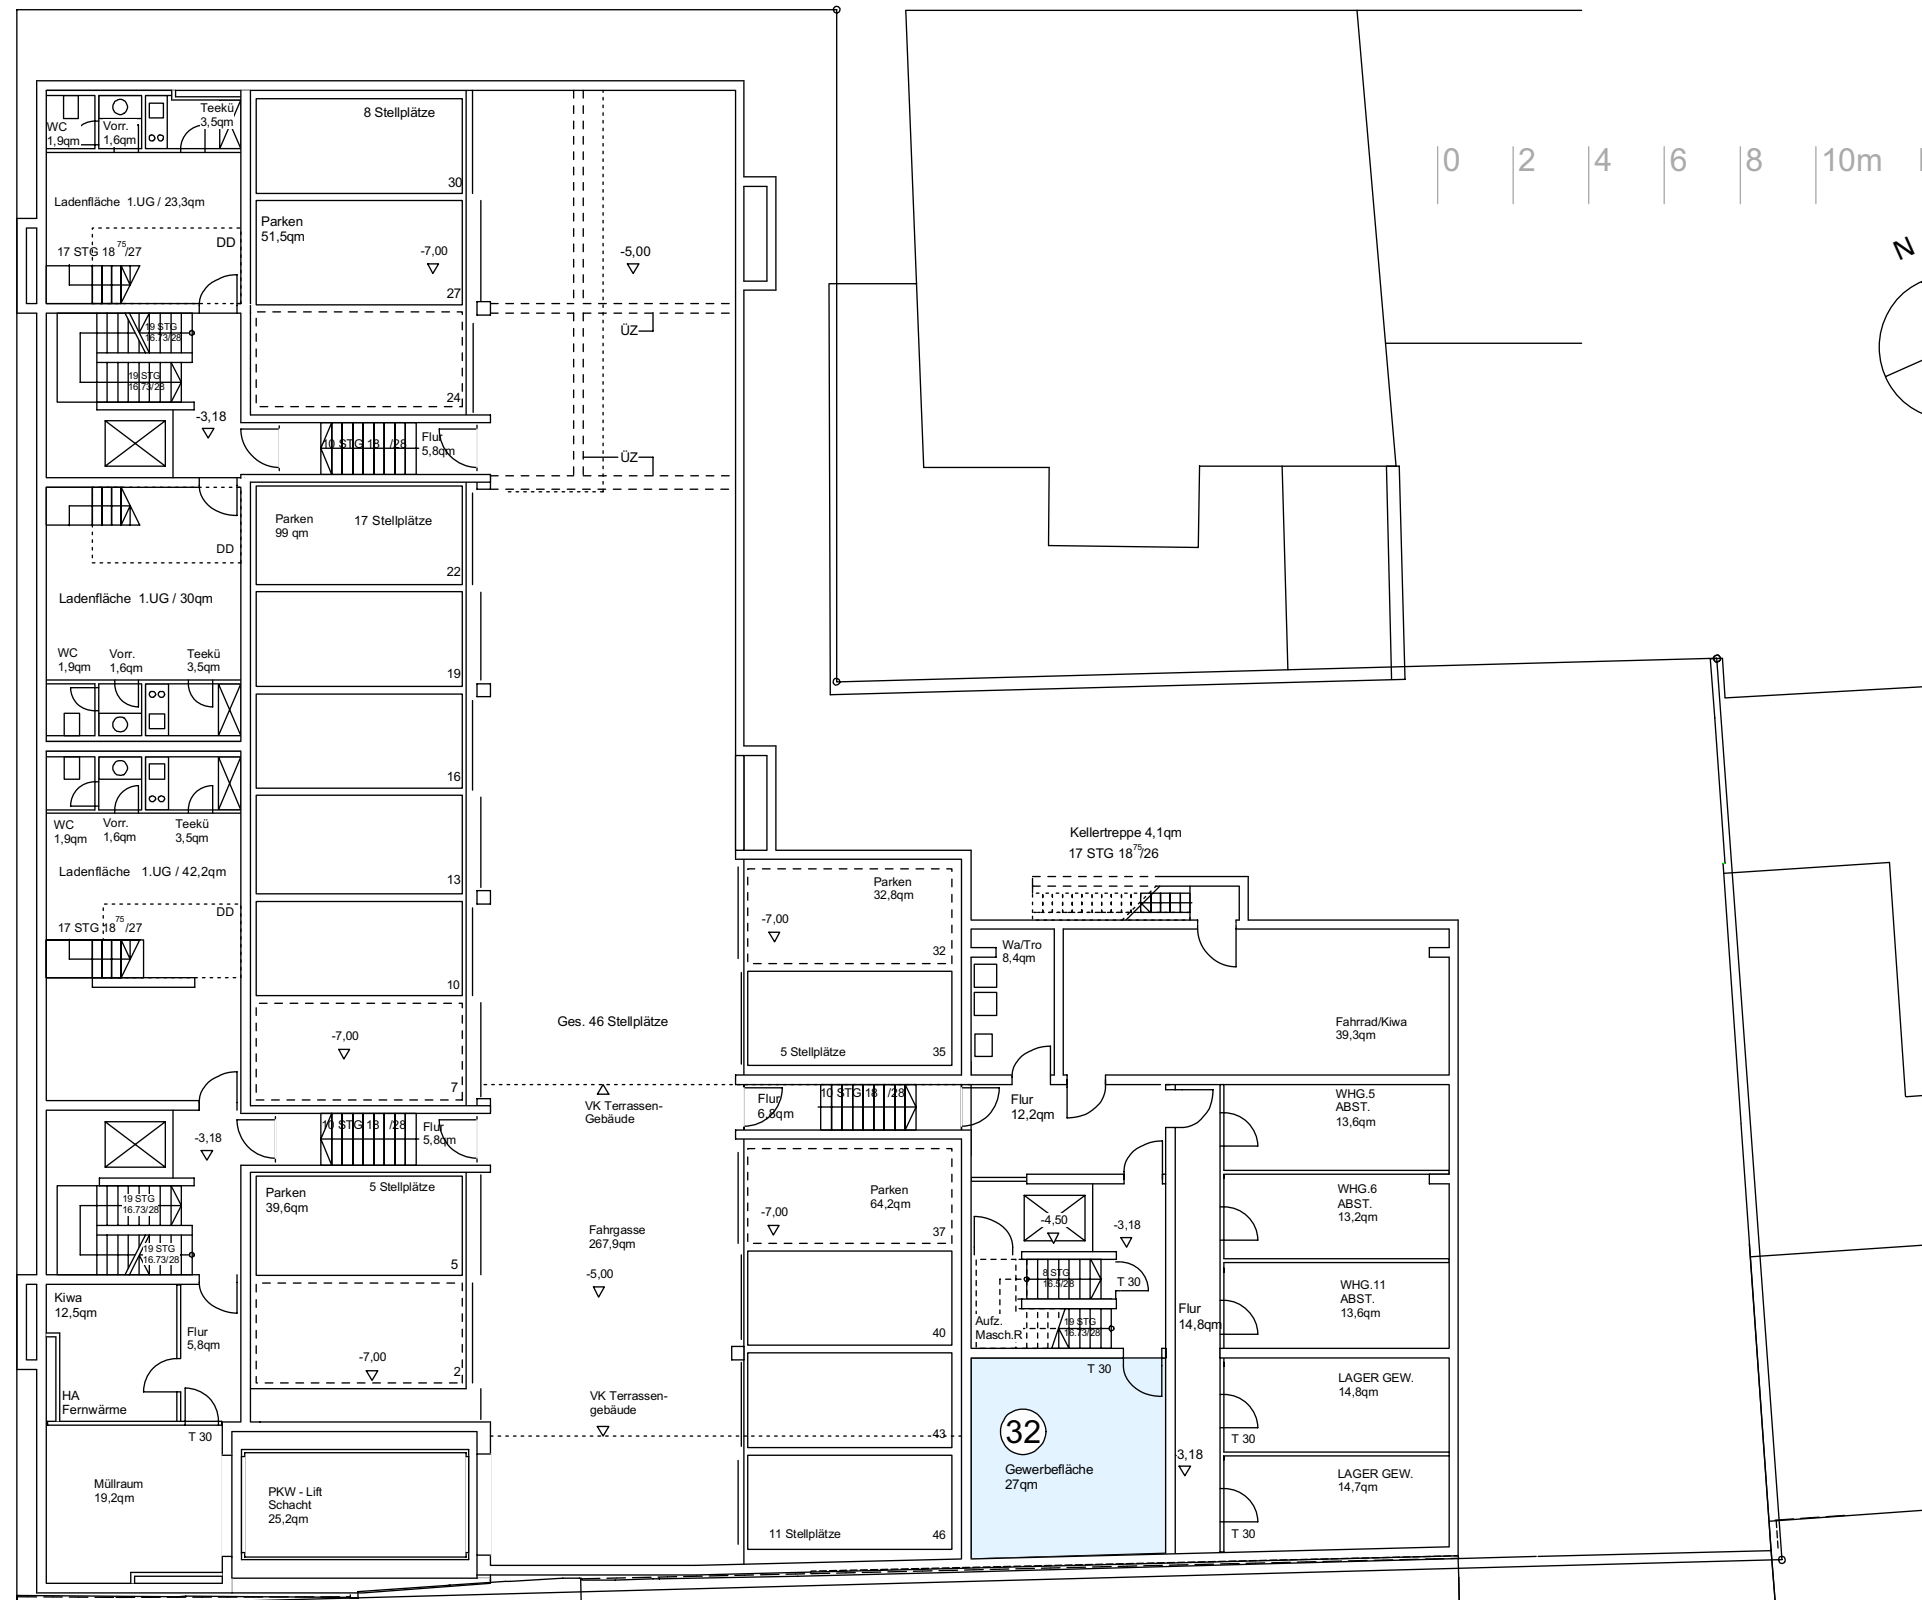 WC
1,9qm
Vorr.
1,6qm
Teekü
3,5qm
8 Stellplätze
30
Ladenfläche 1.UG / 23,3qm
Parken
51,5qm
DD
17 STG 18 75/27
-7,00
-5,00
27
0 2 4 6 8 10m
N
19 STG
16.73/28
ÜZ
19 STG
16.73/28
24
-3,18
10 STG 18 /28
Flur
5,8qm
ÜZ
Parken
99 qm
17 Stellplätze
DD
22
Ladenfläche 1.UG / 30qm
WC
1,9qm
Vorr.
1,6qm
Teekü
3,5qm
19
16
WC
1,9qm
Vorr.
1,6qm
Teekü
3,5qm
Ladenfläche 1.UG / 42,2qm
13
DD
17 STG 18 75/27
10
Kellertreppe 4,1qm
17 STG 18 75/26
Parken
32,8qm
-7,00
32
Wa/Tro
8,4qm
Ges. 46 Stellplätze
Fahrrad/Kiwa
39,3qm
-7,00
5 Stellplätze
35
7
VK Terrassen-
Gebäude
Flur
6,8qm
10 STG 18 /28
Flur
12,2qm
WHG.5
ABST.
13,6qm
-3,18
10 STG 18 /28
Flur
5,8qm
Parken
39,6qm
5 Stellplätze
19 STG
16.73/28
19 STG
16.73/28
5
Fahrgasse
267,9qm
-5,00
Parken
64,2qm
-7,00
37
-4,50
-3,18
WHG.6
ABST.
13,2qm
8 STG
16.5/28
T 30
WHG.11
ABST.
13,6qm
Kiwa
12,5qm
Flur
5,8qm
Aufz.
Masch.R
19 STG
16.73/28
Flur
14,8qm
40
-7,00
2
T 30
HA
Fernwärme
VK Terrassen-
gebäude
LAGER GEW.
14,8qm
T 30
43
32
T 30
Gewerbefläche
27qm
-3,18
Müllraum
19,2qm
PKW - Lift
Schacht
25,2qm
LAGER GEW.
14,7qm
11 Stellplätze
46
T 30